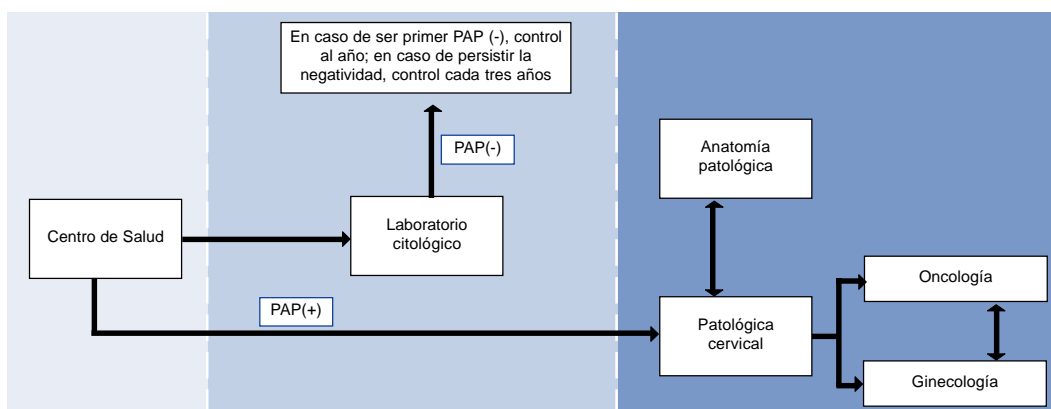 En caso de ser primer PAP (-), control
al año; en caso de persistir la
negatividad, control cada tres años
PAP(-)
Anatomía
patológica
Centro de Salud
Laboratorio
citológico
Oncología
PAP(+)
Patológica
cervical
Ginecología